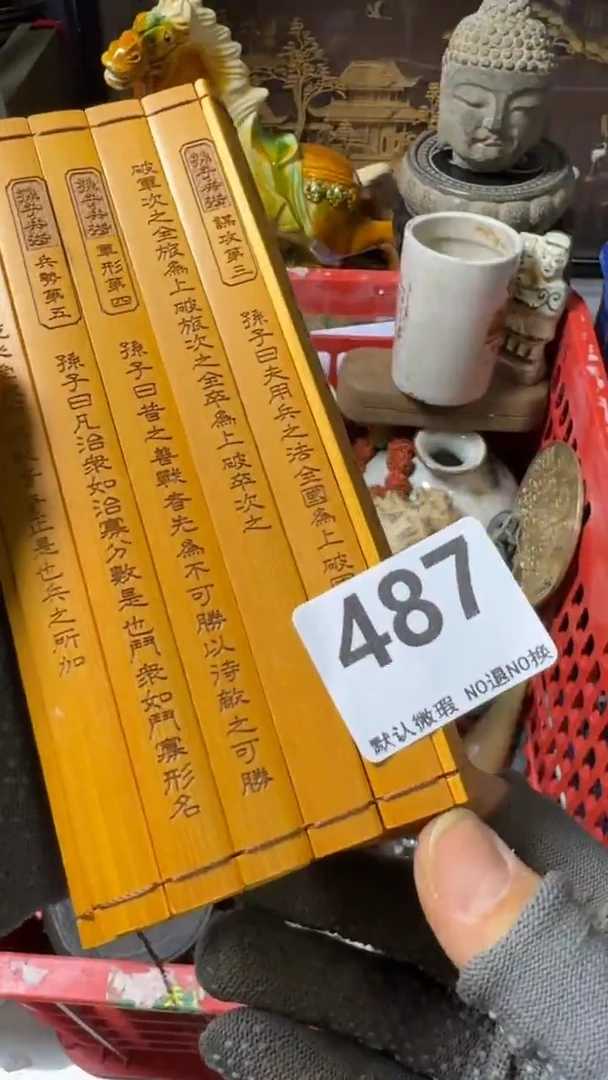 孫子兵法
謀攻第三
孫子曰夫用兵之法全國為上破國
破軍次之全旅為上破旅次之全卒為上破卒次之
孫子兵法
軍形第四
孫子曰昔之善戰者先為不可勝以待敵之可勝
孫子兵法
兵勢第五
孫子曰凡治衆如治寡分數是也鬥衆如鬥寡形名
正是也兵之所加
487
默认微瑕 NO退NO换